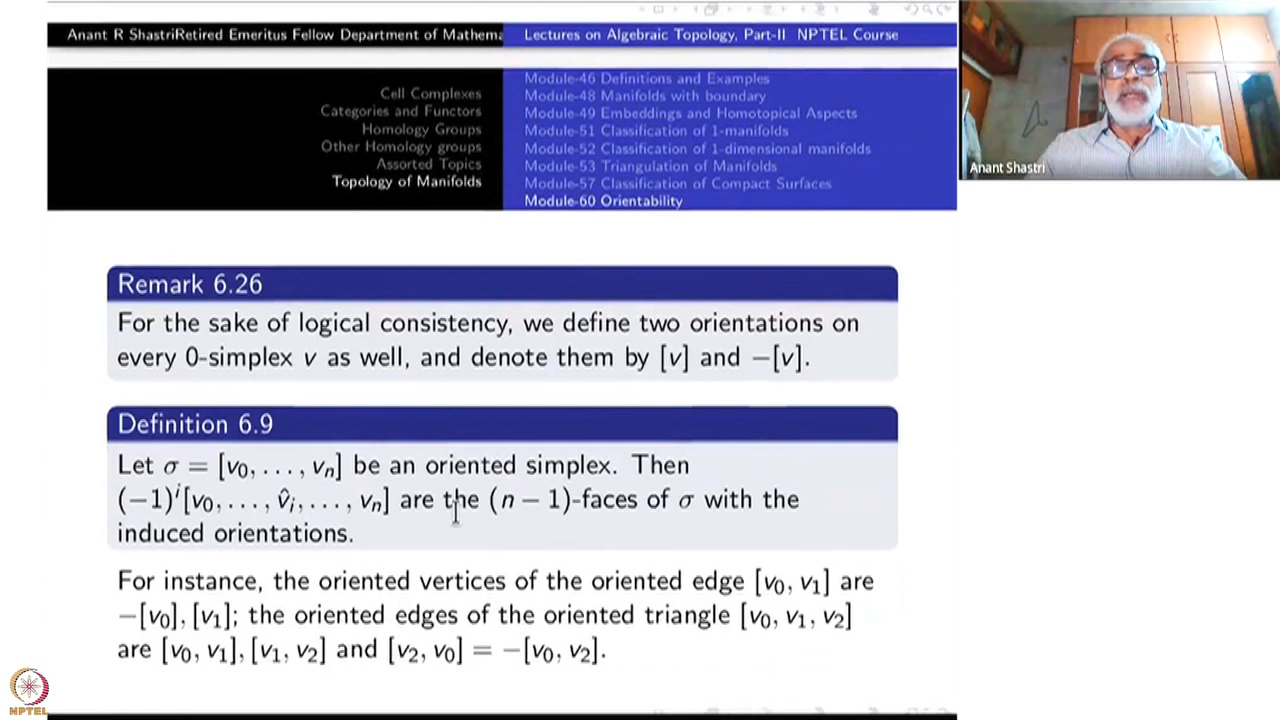 Anant R ShastriRetired Emeritus Fellow Department of Mathema
Lectures on Algebraic Topology, Part-II NPTEL Course
Cell Complexes
Categories and Functors
Homology Groups
Other Homology groups
Assorted Topics
Topology of Manifolds
Module-46 Definitions and Examples
Module-48 Manifolds with boundary
Module-49 Embeddings and Homotopical Aspects
Module-51 Classification of 1-manifolds
Module-52 Classification of 1-dimensional manifolds
Module-53 Triangulation of Manifolds
Module-57 Classification of Compact Surfaces
Module-60 Orientability
Anant Shastri
Remark 6.26
For the sake of logical consistency, we define two orientations on
every 0-simplex v as well, and denote them by [v] and −[v].
Definition 6.9
Let σ = [v₀, . . . , vₙ] be an oriented simplex. Then
(−1)ⁱ[v₀, . . . , v̂ᵢ, . . . , vₙ] are the (n − 1)-faces of σ with the
induced orientations.
For instance, the oriented vertices of the oriented edge [v₀, v₁] are
−[v₀], [v₁]; the oriented edges of the oriented triangle [v₀, v₁, v₂]
are [v₀, v₁], [v₁, v₂] and [v₂, v₀] = −[v₀, v₂].
NPTEL